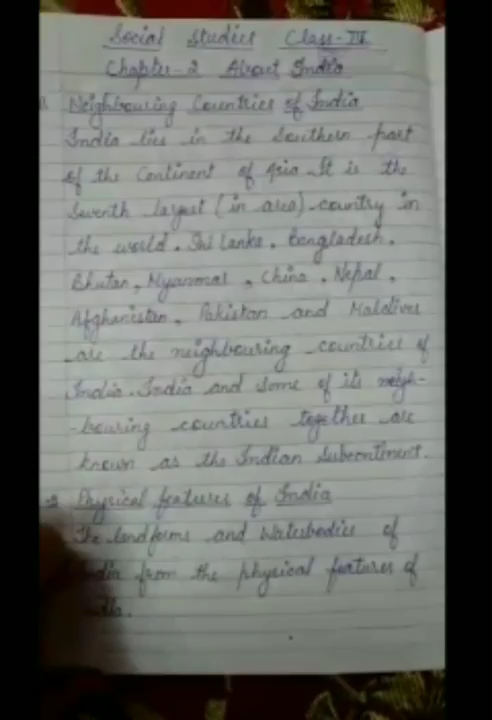 Social Studies Class-IV
Chapter-2 About India
Neighbouring Countries of India
India lies in the Southern part
of the Continent of Asia. It is the
Seventh largest (in area) country in
the world. Sri Lanka, Bangladesh,
Bhutan, Myanmar, China, Nepal,
Afghanistan, Pakistan and Maldives
are the neighbouring countries of
India. India and some of its neigh-
-bouring countries together are
known as the Indian Subcontinent.
Physical features of India
The landforms and Waterbodies of
from the physical features of